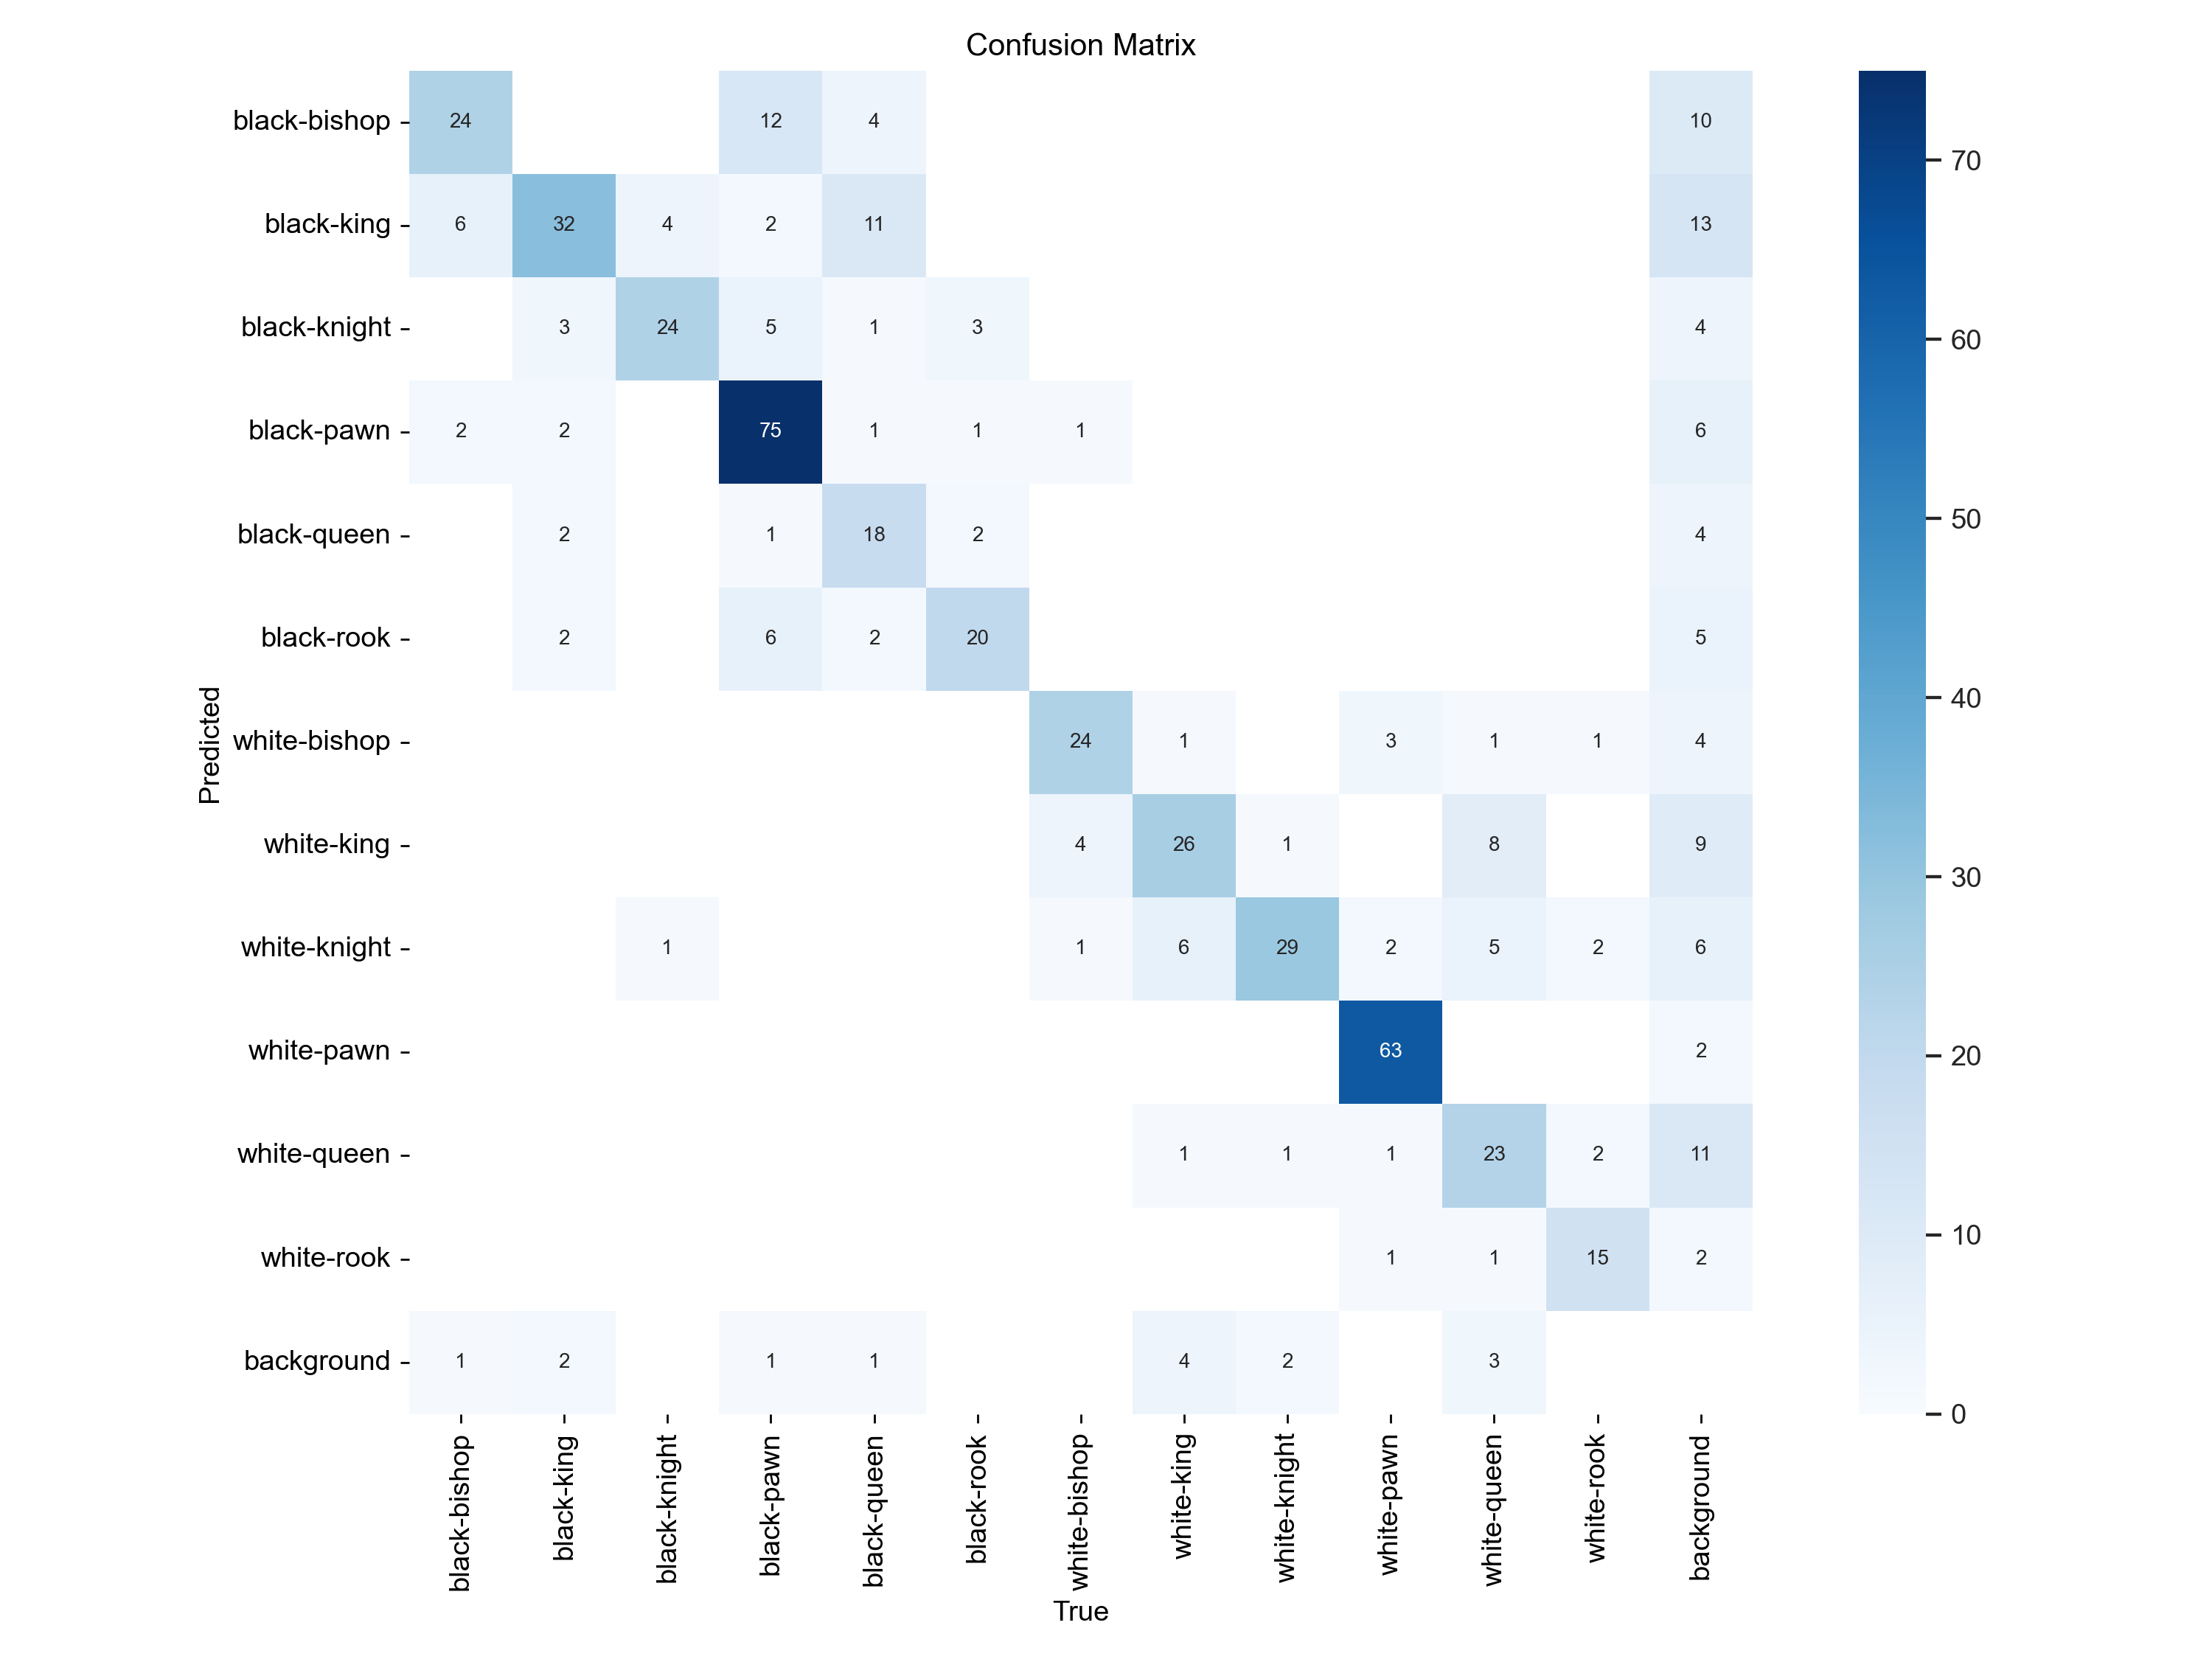 Confusion Matrix
black-bishop 24 12 4 10
black-king 6 32 4 2 11 13
black-knight 3 24 5 1 3 4
black-pawn 2 2 75 1 1 1 6
black-queen 2 1 18 2 4
black-rook 2 6 2 20 5
white-bishop 24 1 3 1 1 4
white-king 4 26 1 8 9
white-knight 1 1 6 29 2 5 2 6
white-pawn 63 2
white-queen 1 1 1 23 2 11
white-rook 1 1 15 2
background 1 2 1 1 4 2 3
Predicted
black-bishop
black-king
black-knight
black-pawn
black-queen
black-rook
white-bishop
white-king
white-knight
white-pawn
white-queen
white-rook
background
True
70
60
50
40
30
20
10
0